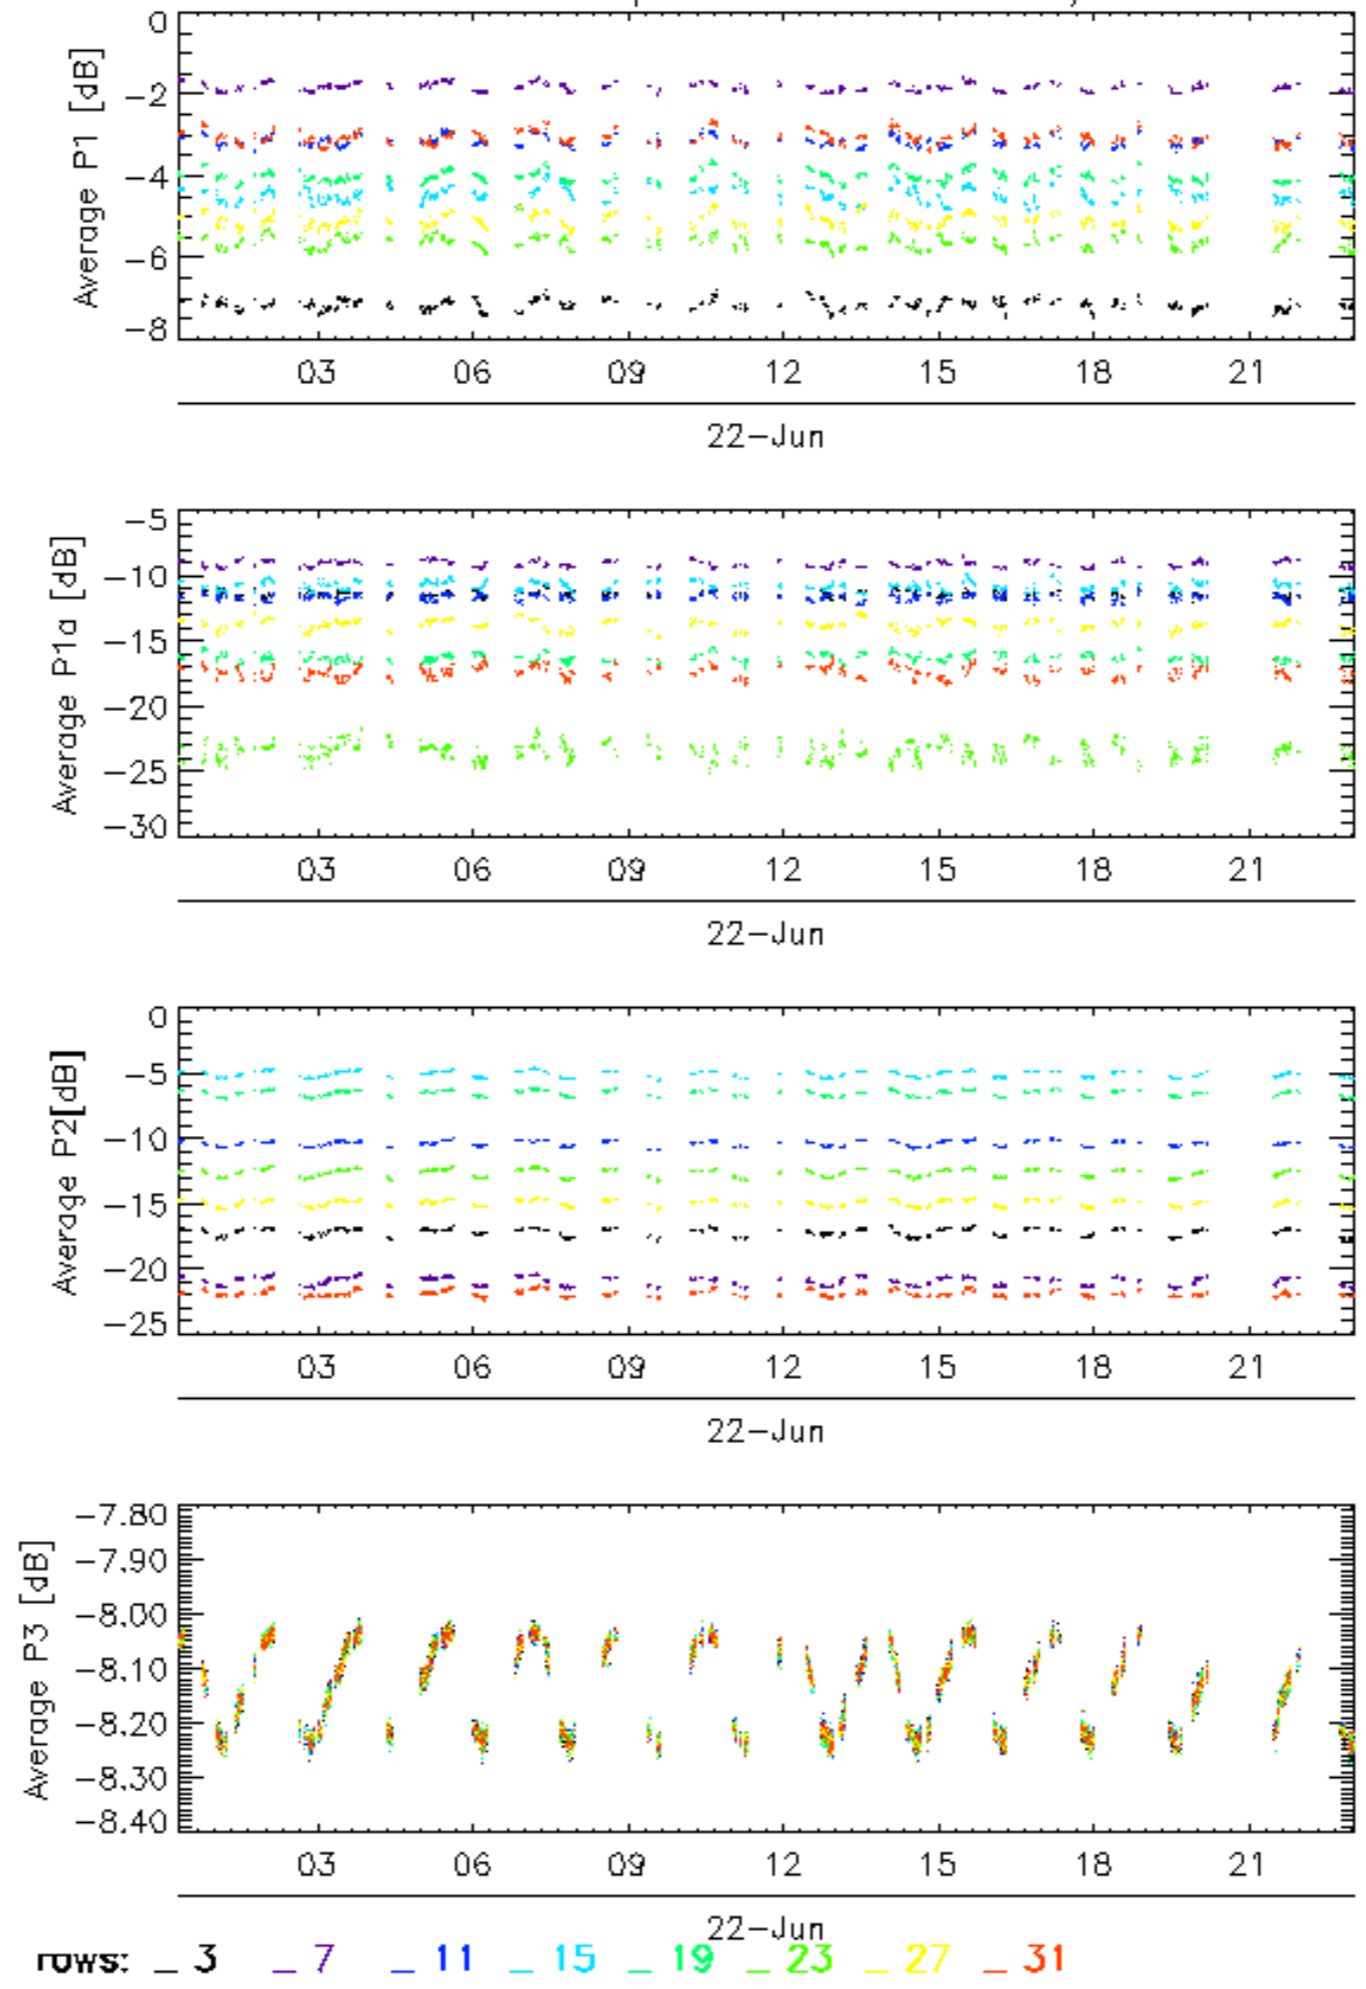 0
-2
-4
-6
-8
Average P1 [dB]
03 06 09 12 15 18 21
22-Jun
-5
-10
-15
-20
-25
-30
Average P1a [dB]
03 06 09 12 15 18 21
22-Jun
0
-5
-10
-15
-20
-25
Average P2[dB]
03 06 09 12 15 18 21
22-Jun
-7.80
-7.90
-8.00
-8.10
-8.20
-8.30
-8.40
Average P3 [dB]
03 06 09 12 15 18 21
22-Jun
rows: _ 3 _ 7 _ 11 _ 15 _ 19 _ 23 _ 27 _ 31